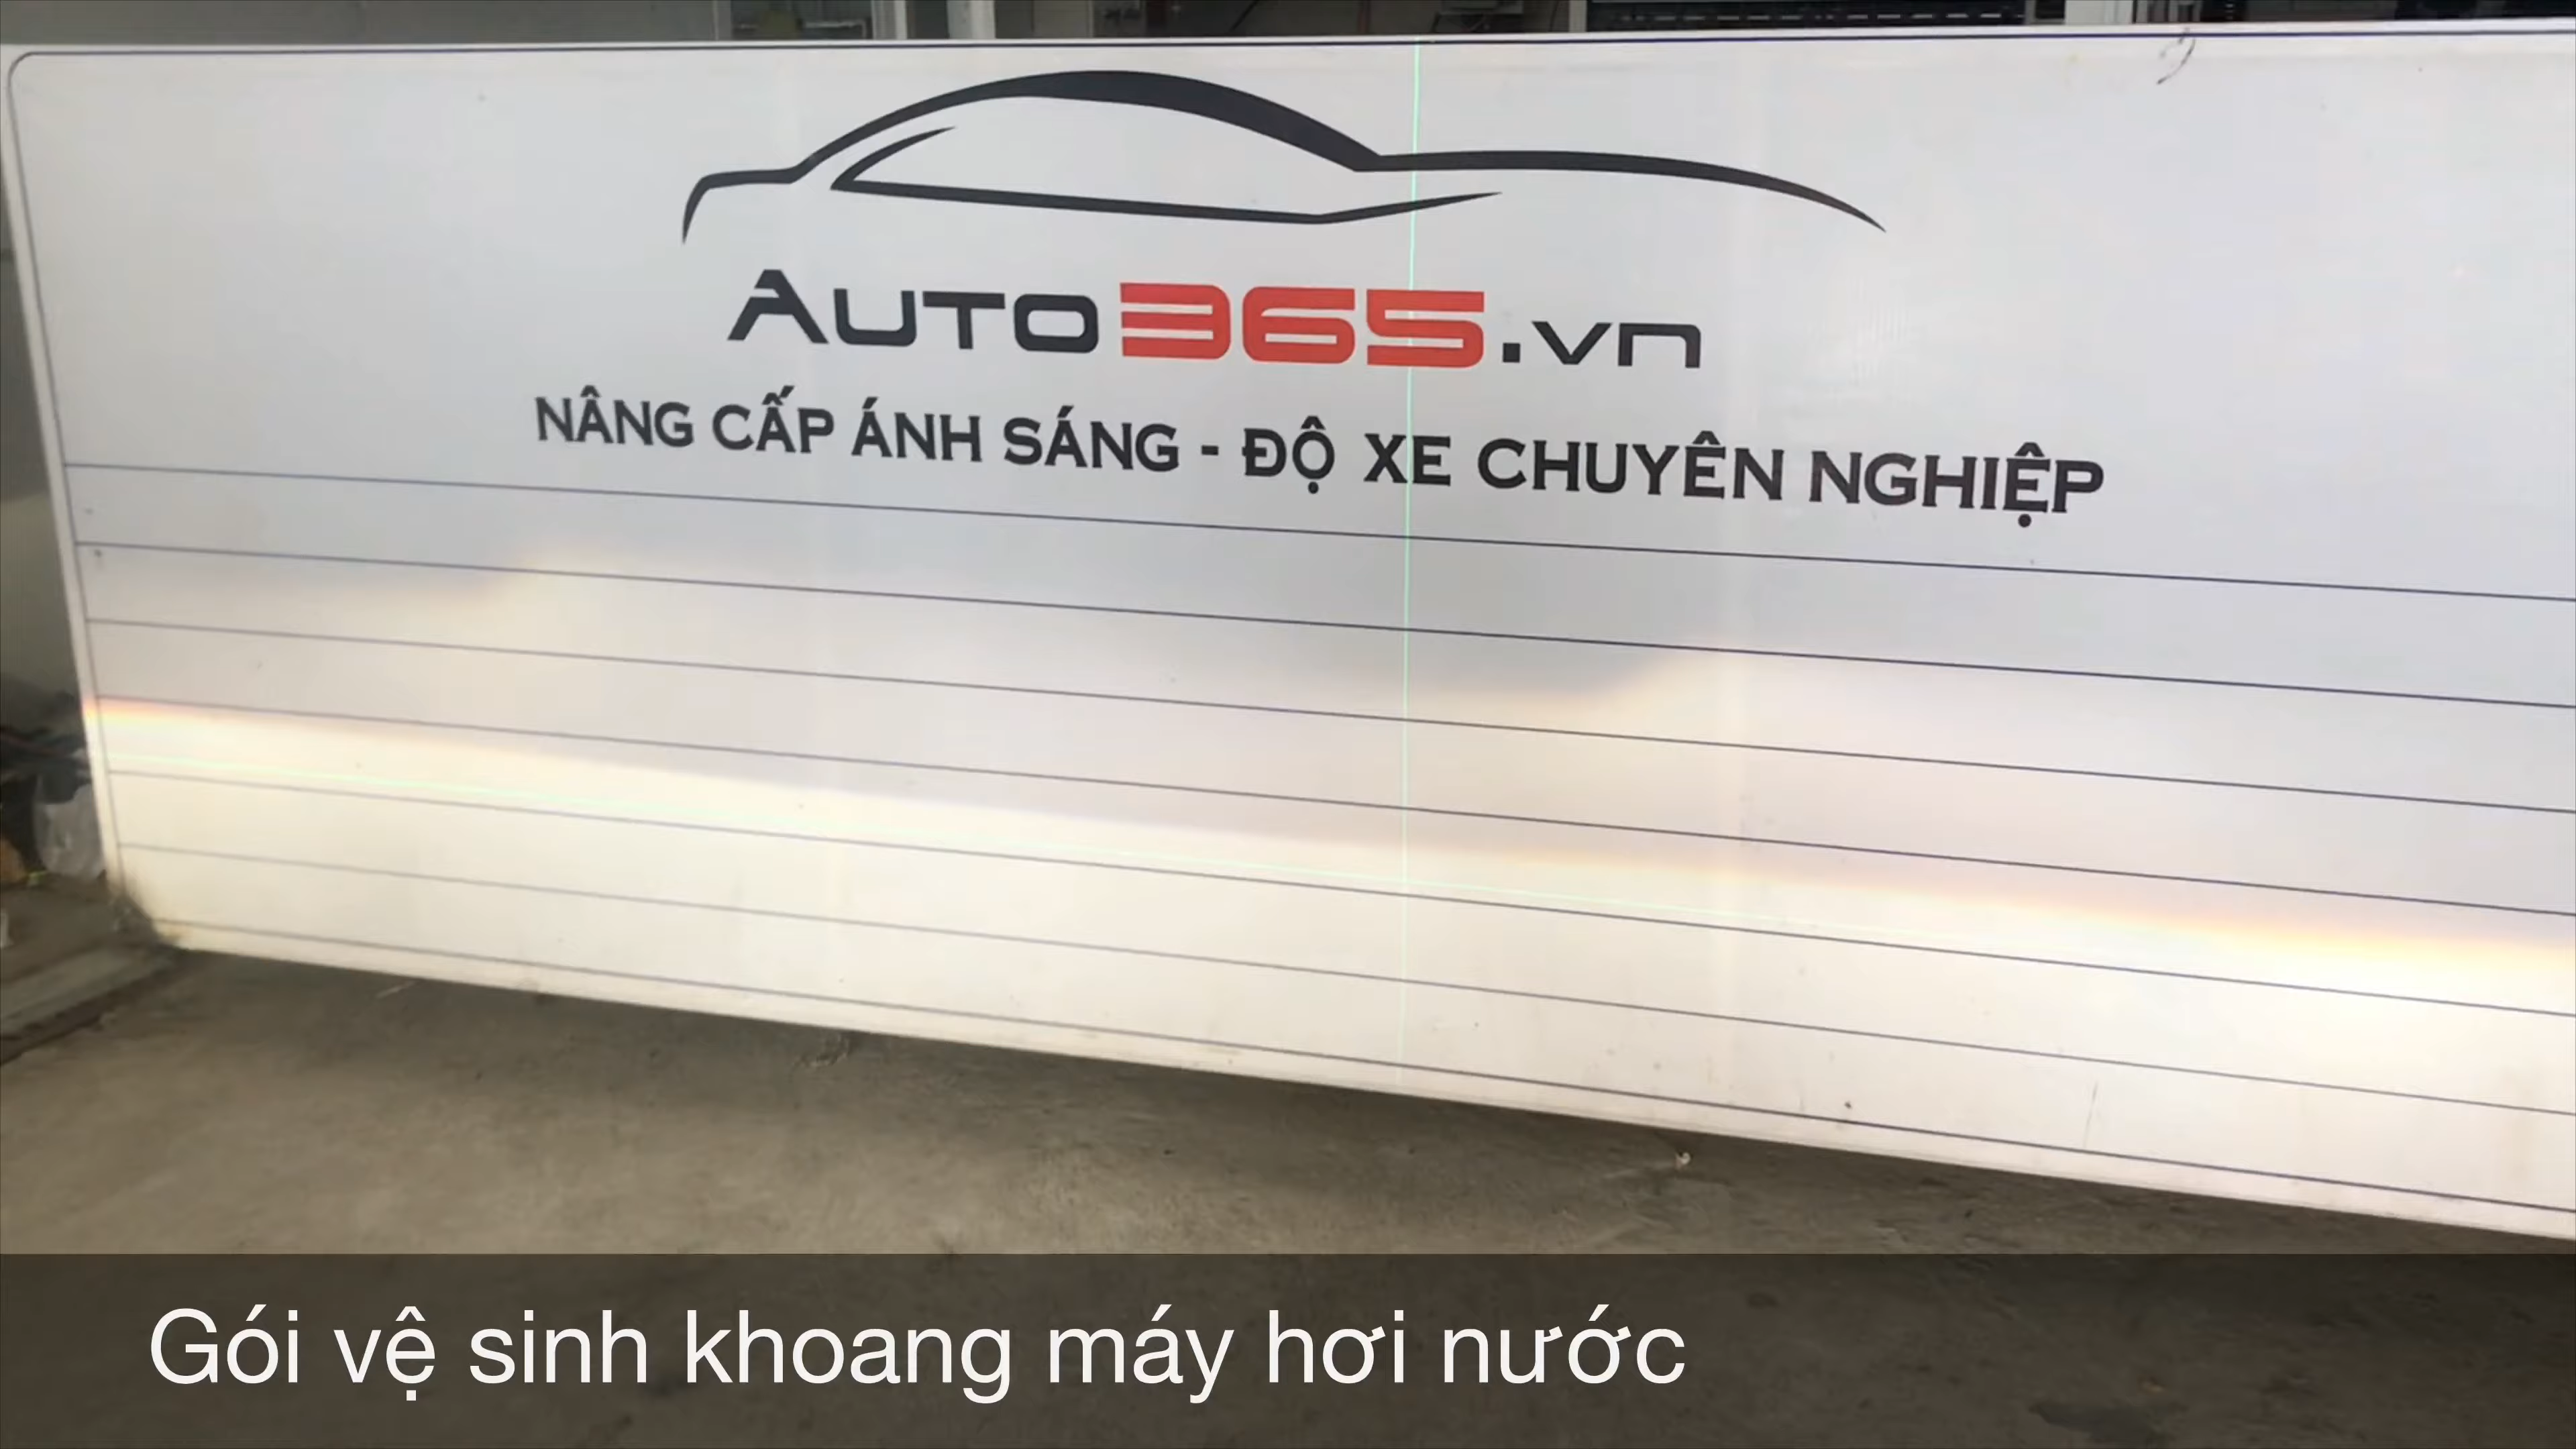 AUTO365.vn
NÂNG CẤP ÁNH SÁNG - ĐỘ XE CHUYÊN NGHIỆP
Gói vệ sinh khoang máy hơi nước